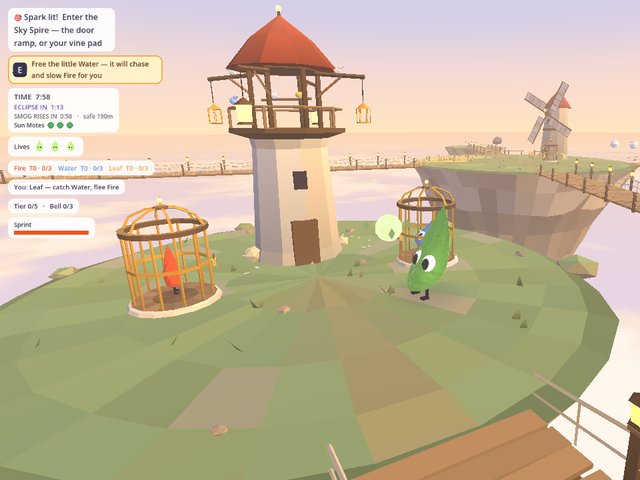 Spark lit! Enter the
Sky Spire — the door
ramp, or your vine pad
E Free the little Water — it will chase
and slow Fire for you
TIME 7:58
ECLIPSE IN 1:13
SMOG RISES IN 0:58 · safe 190m
Sun Motes
Lives
Fire T0 · 0/3 Water T0 · 0/3 Leaf T0 · 0/3
You: Leaf — catch Water, flee Fire
Tier 0/5 · Bell 0/3
Sprint